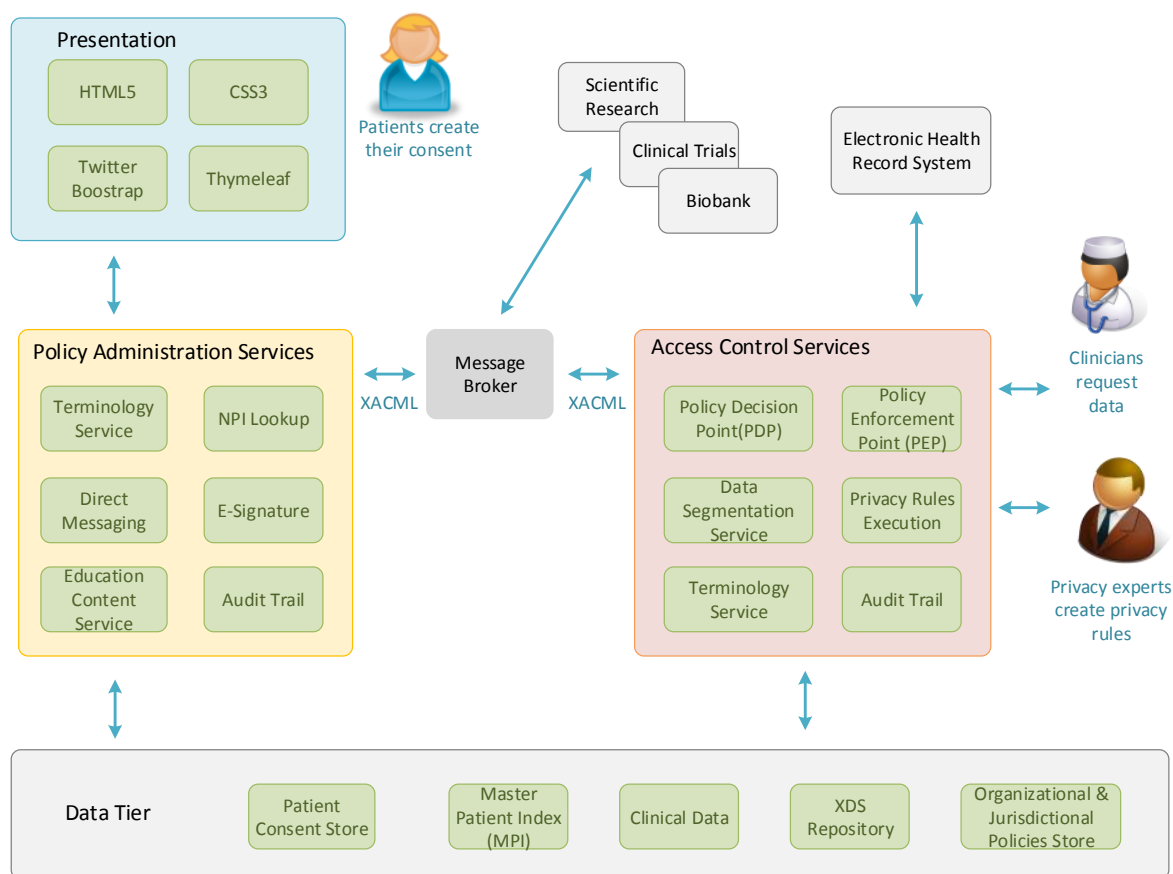 Presentation
HTML5
CSS3
Twitter
Boostrap
Thymeleaf
Patients create
their consent
Scientific
Research
Clinical Trials
Biobank
Electronic Health
Record System
Policy Administration Services
Terminology
Service
NPI Lookup
Direct
Messaging
E-Signature
Education
Content
Service
Audit Trail
XACML
Message
Broker
XACML
Access Control Services
Policy Decision
Point(PDP)
Policy
Enforcement
Point (PEP)
Data
Segmentation
Service
Privacy Rules
Execution
Terminology
Service
Audit Trail
Clinicians
request
data
Privacy experts
create privacy
rules
Data Tier
Patient
Consent Store
Master
Patient Index
(MPI)
Clinical Data
XDS
Repository
Organizational &
Jurisdictional
Policies Store